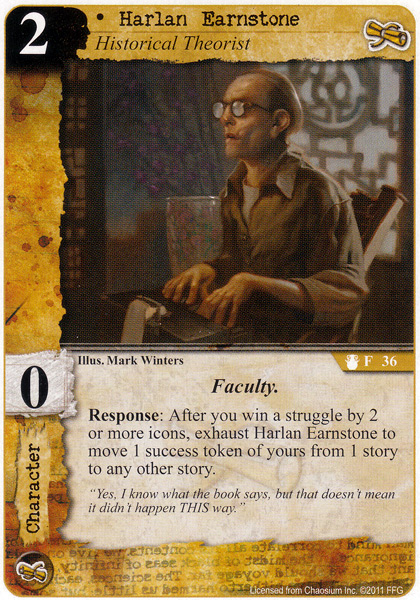 2
• Harlan Earnstone
Historical Theorist
Illus. Mark Winters
F 36
0
Faculty.
Response: After you win a struggle by 2
or more icons, exhaust Harlan Earnstone to
move 1 success token of yours from 1 story
to any other story.
“Yes, I know what the book says, but that doesn’t mean
it didn’t happen THIS way.”
Character
Licensed from Chaosium Inc. ©2011 FFG